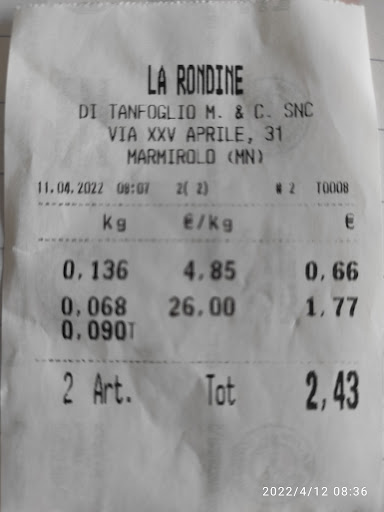 LA RONDINE
DI TANFOGLIO M. & C. SNC
VIA XXV APRILE, 31
MARMIROLO (MN)
11.04.2022 08:07 2( 2) # 2 T0008
kg €/kg €
0,136 4.85 0,66
0,068 26.00 1,77
0,090T
2 Art. Tot 2,43
2022/4/12 08:36